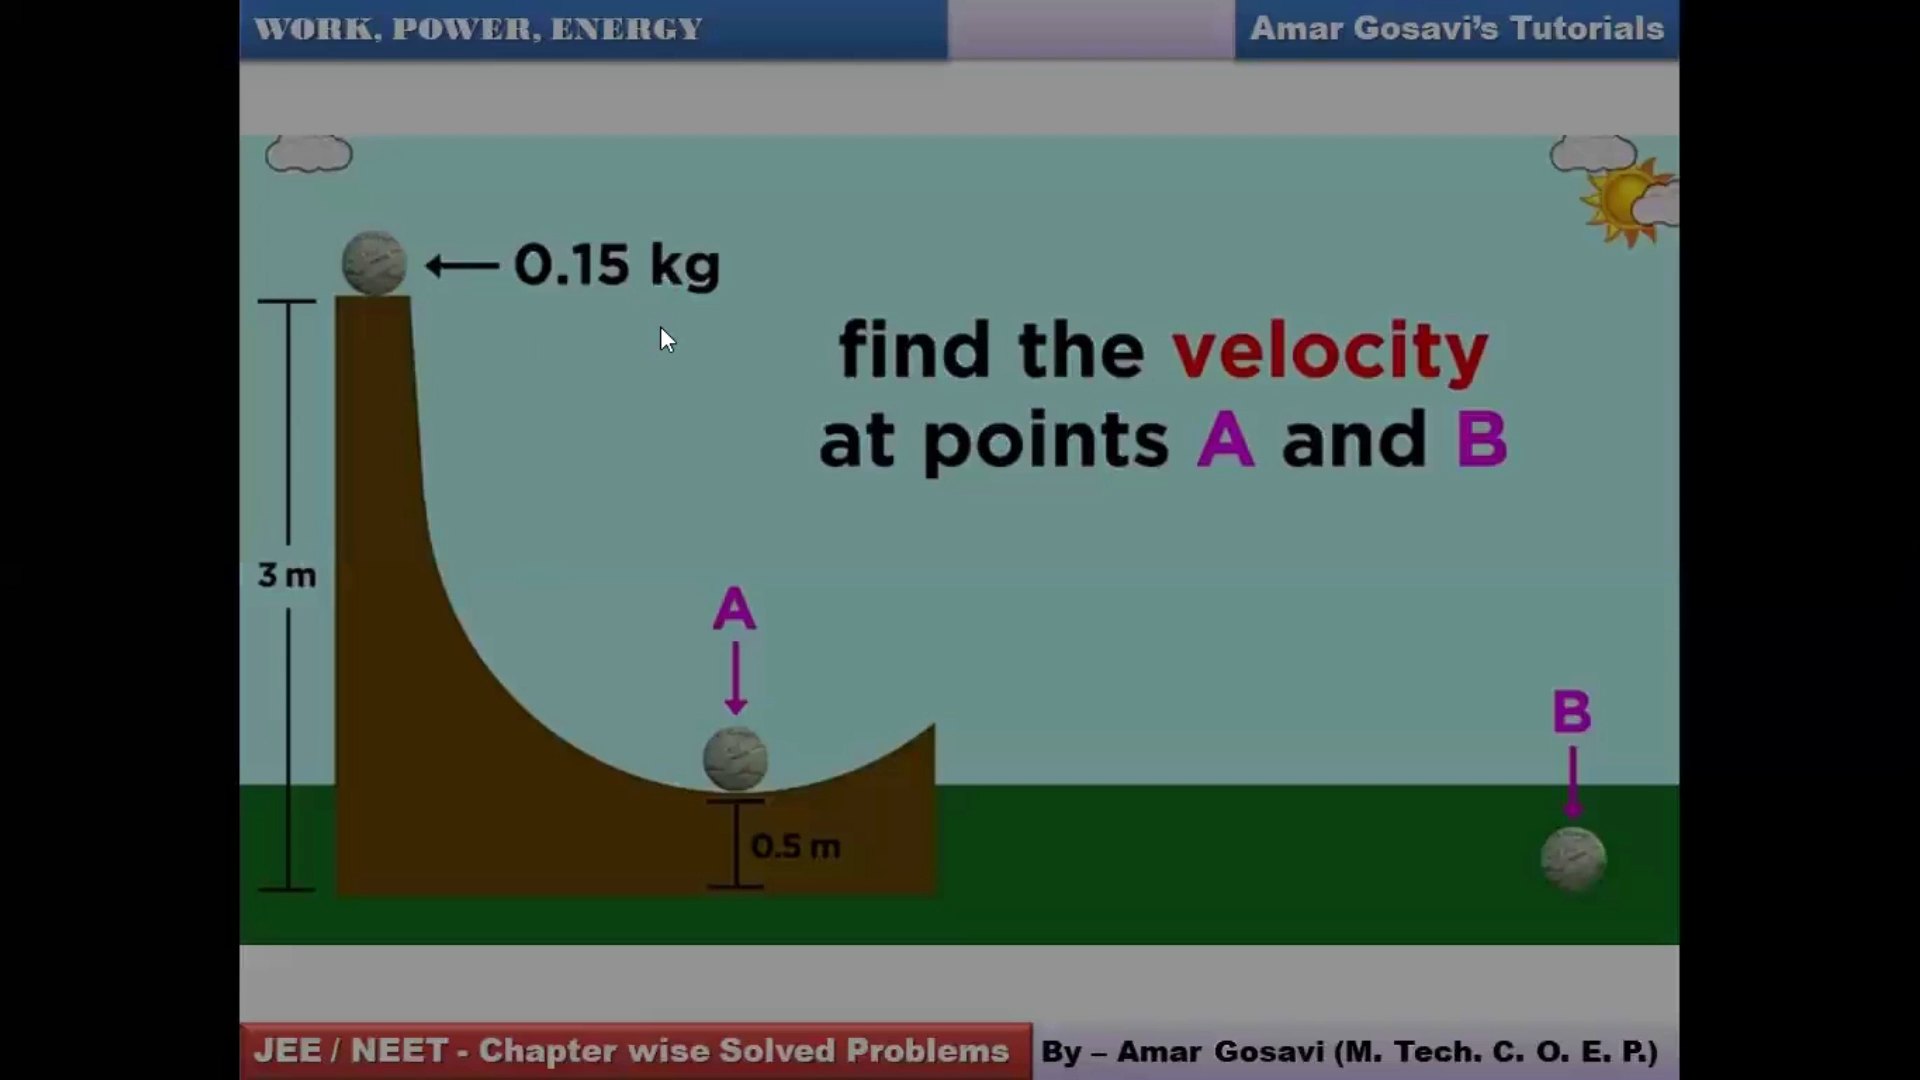 WORK, POWER, ENERGY
Amar Gosavi’s Tutorials
0.15 kg
find the velocity
at points A and B
3 m
A
B
0.5 m
JEE / NEET - Chapter wise Solved Problems
By – Amar Gosavi (M. Tech. C. O. E. P.)